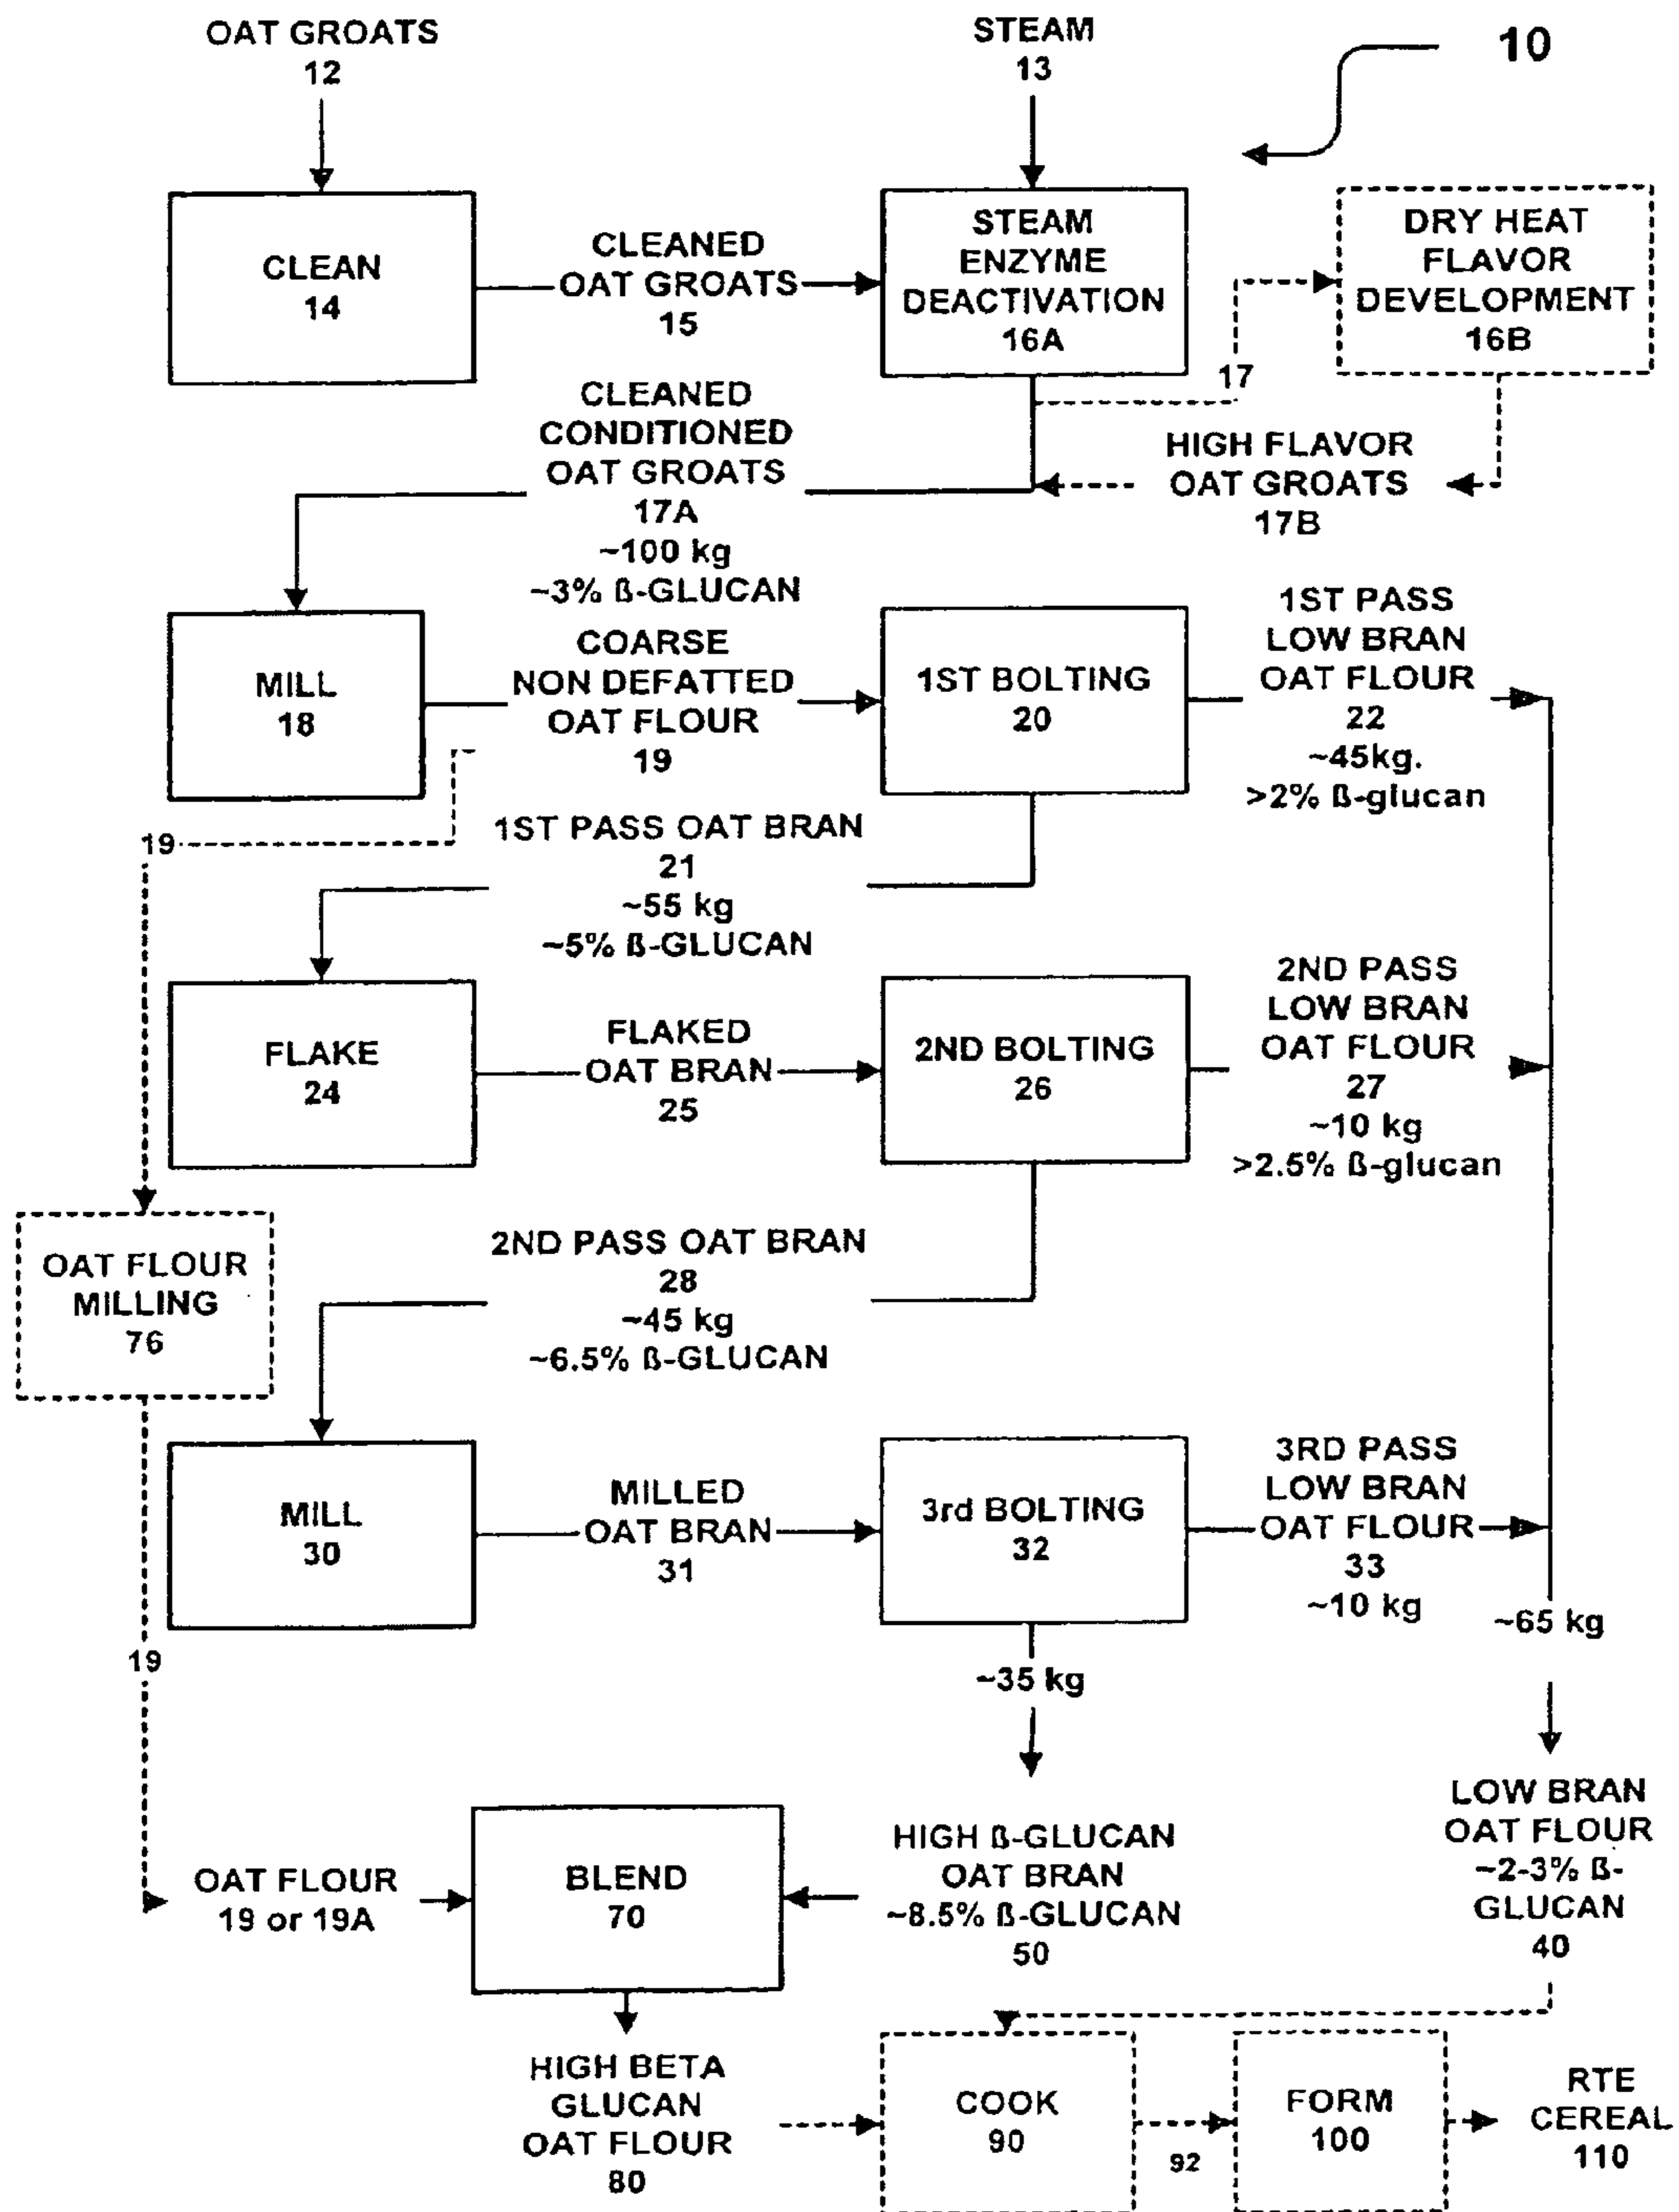 OAT GROATS
12
STEAM
13
10
CLEAN
14
CLEANED
OAT GROATS
15
STEAM
ENZYME
DEACTIVATION
16A
DRY HEAT
FLAVOR
DEVELOPMENT
16B
17
CLEANED
CONDITIONED
OAT GROATS
17A
~100 kg
~3% ß-GLUCAN
HIGH FLAVOR
OAT GROATS
17B
MILL
18
COARSE
NON DEFATTED
OAT FLOUR
19
1ST BOLTING
20
1ST PASS
LOW BRAN
OAT FLOUR
22
~45kg.
>2% ß-glucan
19
1ST PASS OAT BRAN
21
~55 kg
~5% ß-GLUCAN
FLAKE
24
FLAKED
OAT BRAN
25
2ND BOLTING
26
2ND PASS
LOW BRAN
OAT FLOUR
27
~10 kg
>2.5% ß-glucan
OAT FLOUR
MILLING
76
2ND PASS OAT BRAN
28
~45 kg
~6.5% ß-GLUCAN
MILL
30
MILLED
OAT BRAN
31
3rd BOLTING
32
3RD PASS
LOW BRAN
OAT FLOUR
33
~10 kg
~65 kg
19
~35 kg
OAT FLOUR
19 or 19A
BLEND
70
HIGH ß-GLUCAN
OAT BRAN
~8.5% ß-GLUCAN
50
LOW BRAN
OAT FLOUR
~2-3% ß-
GLUCAN
40
HIGH BETA
GLUCAN
OAT FLOUR
80
COOK
90
92
FORM
100
RTE
CEREAL
110